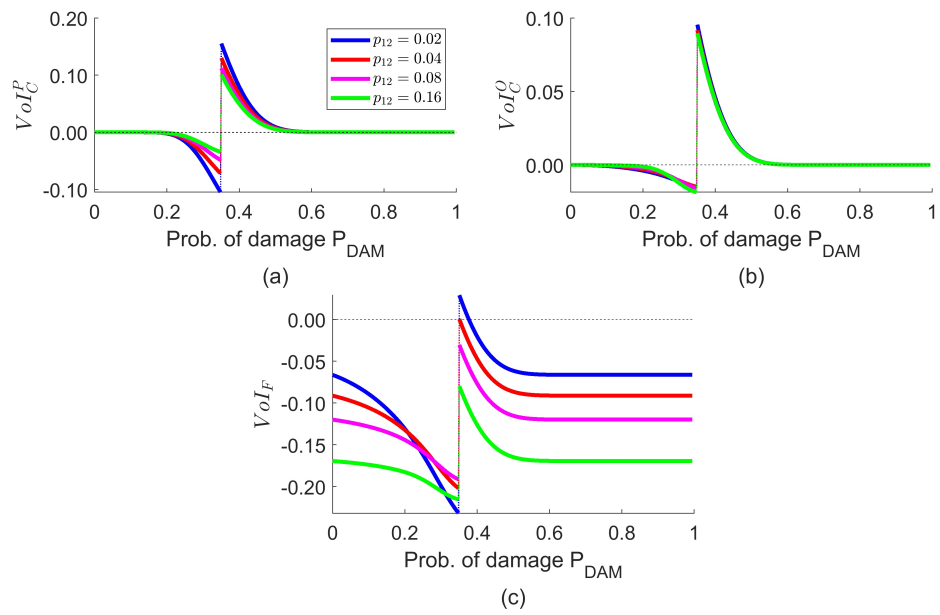 0.20
0.10
0.00
-0.10
VoI_C^P
p₁₂ = 0.02
p₁₂ = 0.04
p₁₂ = 0.08
p₁₂ = 0.16
0 0.2 0.4 0.6 0.8 1
Prob. of damage P_DAM
(a)
0.10
0.05
0.00
VoI_C^O
0 0.2 0.4 0.6 0.8 1
Prob. of damage P_DAM
(b)
0.00
-0.05
-0.10
-0.15
-0.20
VoI_F
0 0.2 0.4 0.6 0.8 1
Prob. of damage P_DAM
(c)